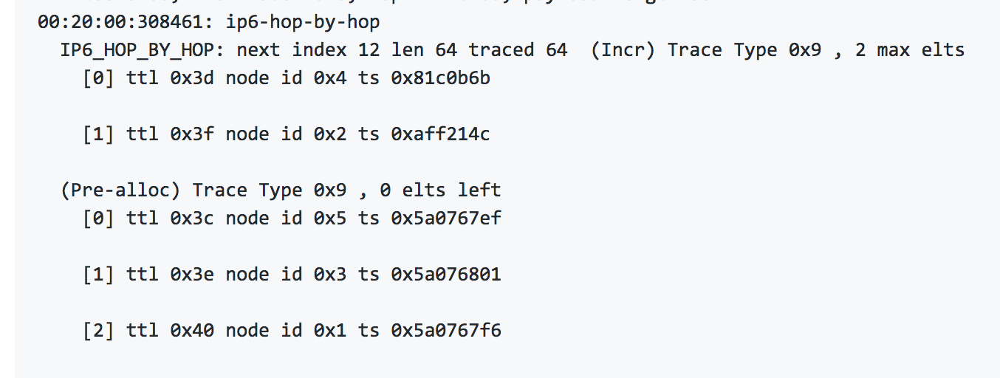 00:20:00:308461: ip6-hop-by-hop
IP6_HOP_BY_HOP: next index 12 len 64 traced 64  (Incr) Trace Type 0x9 , 2 max elts
[0] ttl 0x3d node id 0x4 ts 0x81c0b6b
[1] ttl 0x3f node id 0x2 ts 0xaff214c
(Pre-alloc) Trace Type 0x9 , 0 elts left
[0] ttl 0x3c node id 0x5 ts 0x5a0767ef
[1] ttl 0x3e node id 0x3 ts 0x5a076801
[2] ttl 0x40 node id 0x1 ts 0x5a0767f6